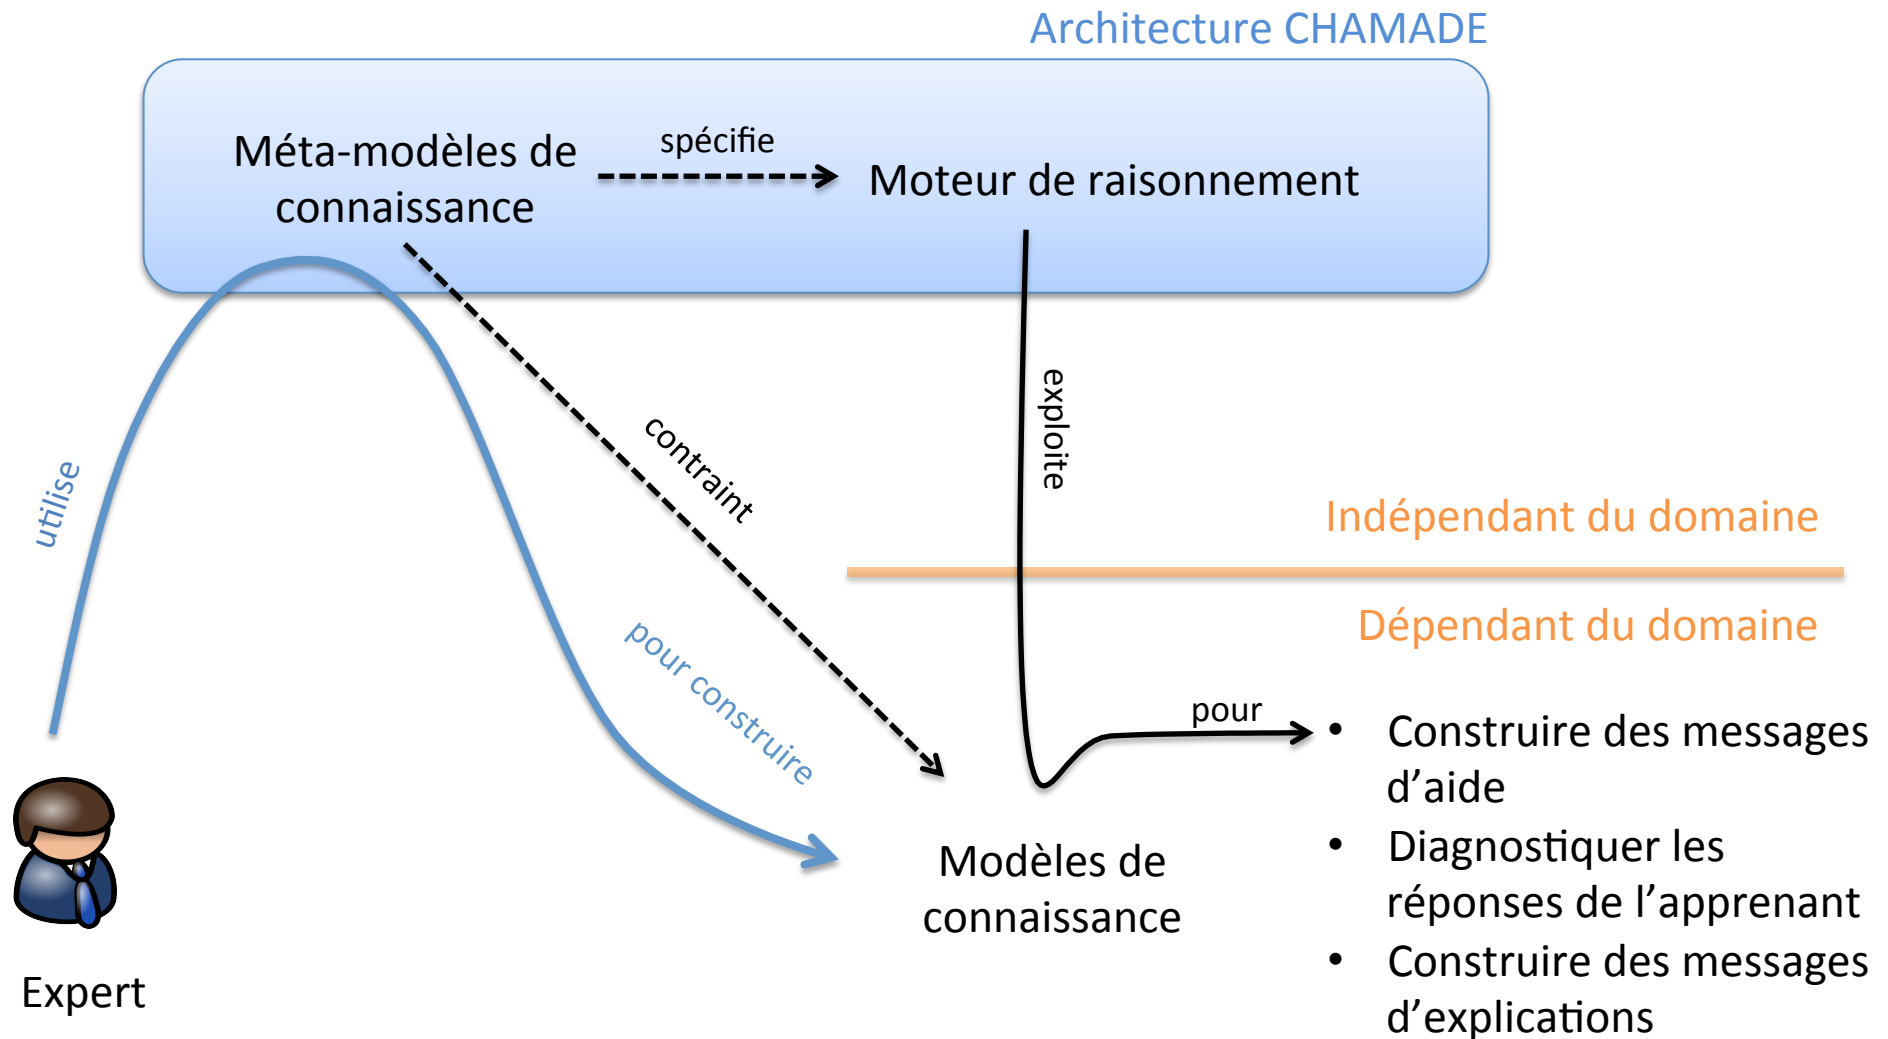 Architecture CHAMADE
Méta-modèles de
connaissance
spécifie
Moteur de raisonnement
exploite
contraint
utilise
pour construire
Indépendant du domaine
Dépendant du domaine
pour
• Construire des messages
d’aide
• Diagnostiquer les
réponses de l’apprenant
• Construire des messages
d’explications
Modèles de
connaissance
Expert